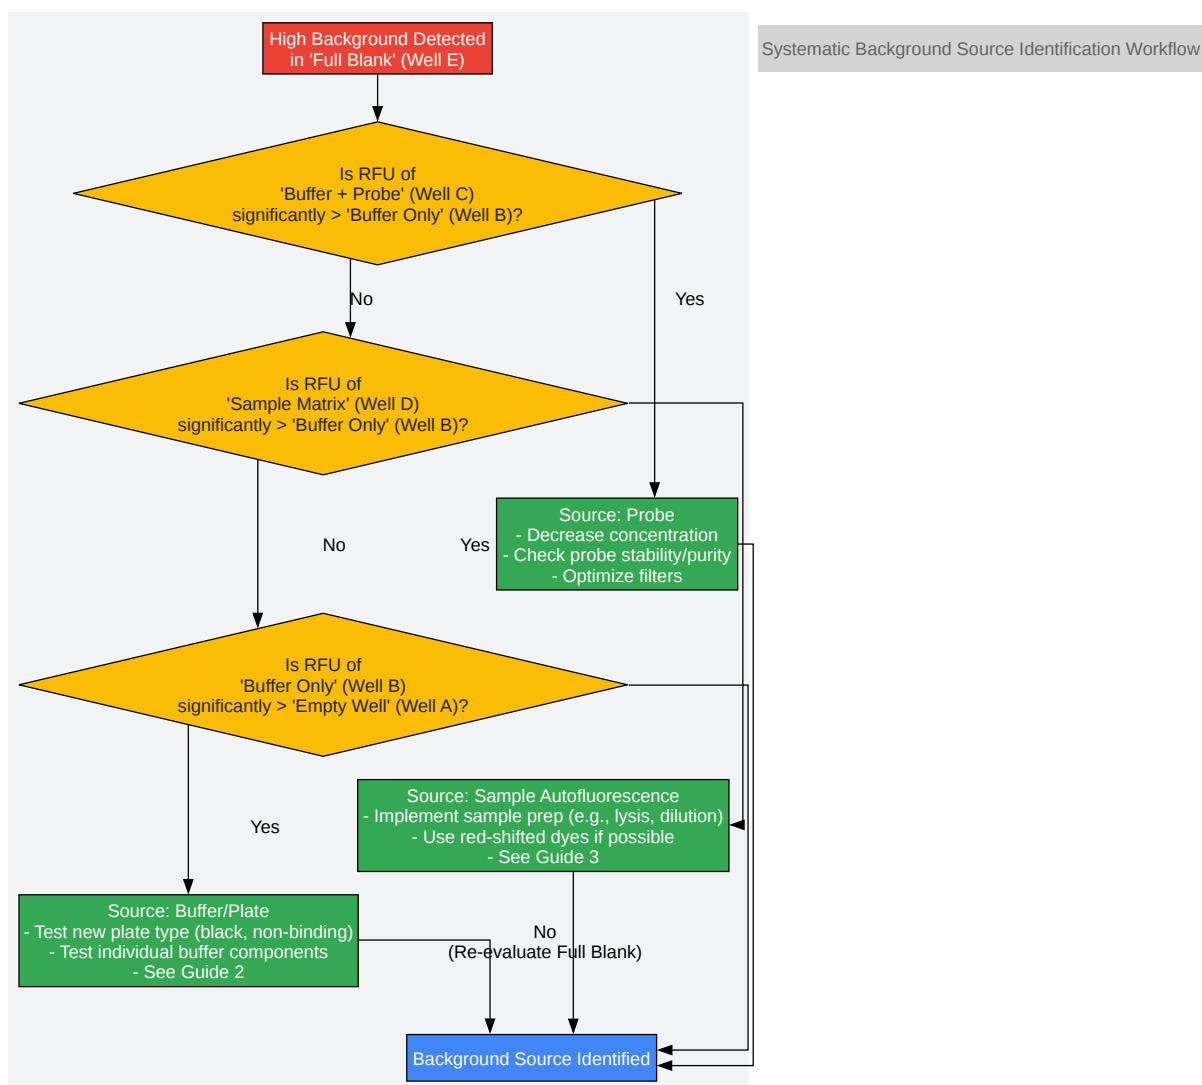 High Background Detected
in 'Full Blank' (Well E)
Systematic Background Source Identification Workflow
Is RFU of
'Buffer + Probe' (Well C)
significantly > 'Buffer Only' (Well B)?
No
Yes
Is RFU of
'Sample Matrix' (Well D)
significantly > 'Buffer Only' (Well B)?
No
Yes
Source: Probe
- Decrease concentration
- Check probe stability/purity
- Optimize filters
Is RFU of
'Buffer Only' (Well B)
significantly > 'Empty Well' (Well A)?
Yes
Source: Sample Autofluorescence
- Implement sample prep (e.g., lysis, dilution)
- Use red-shifted dyes if possible
- See Guide 3
Source: Buffer/Plate
- Test new plate type (black, non-binding)
- Test individual buffer components
- See Guide 2
No
(Re-evaluate Full Blank)
Background Source Identified